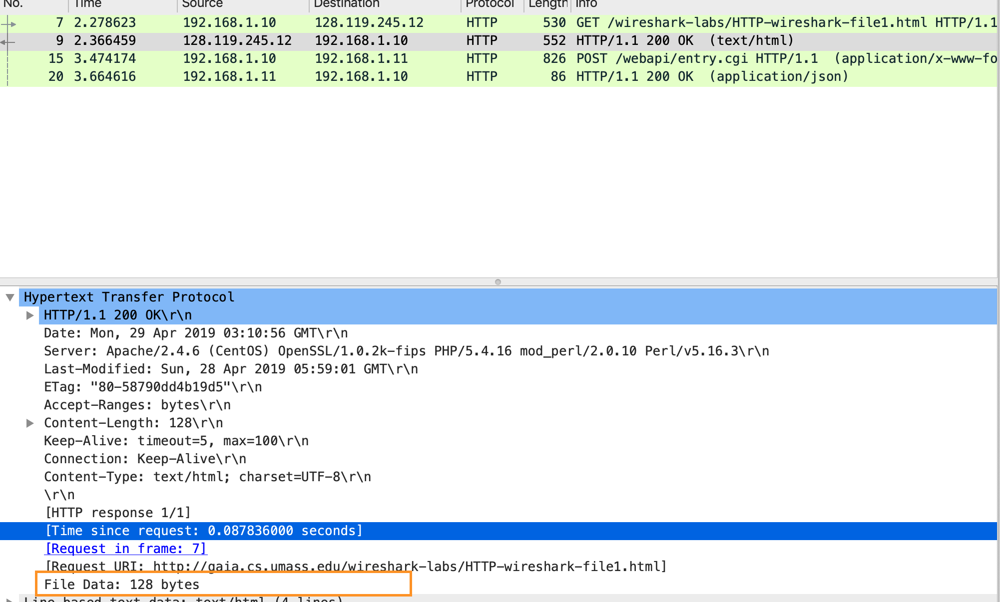 No. Time Source Destination Protocol Length Info
7 2.278623 192.168.1.10 128.119.245.12 HTTP 530 GET /wireshark-labs/HTTP-wireshark-file1.html HTTP/1.1
9 2.366459 128.119.245.12 192.168.1.10 HTTP 552 HTTP/1.1 200 OK (text/html)
15 3.474174 192.168.1.10 192.168.1.11 HTTP 826 POST /webapi/entry.cgi HTTP/1.1 (application/x-www-fo
20 3.664616 192.168.1.11 192.168.1.10 HTTP 86 HTTP/1.1 200 OK (application/json)
Hypertext Transfer Protocol
HTTP/1.1 200 OK\r\n
Date: Mon, 29 Apr 2019 03:10:56 GMT\r\n
Server: Apache/2.4.6 (CentOS) OpenSSL/1.0.2k-fips PHP/5.4.16 mod_perl/2.0.10 Perl/v5.16.3\r\n
Last-Modified: Sun, 28 Apr 2019 05:59:01 GMT\r\n
ETag: "80-58790dd4b19d5"\r\n
Accept-Ranges: bytes\r\n
Content-Length: 128\r\n
Keep-Alive: timeout=5, max=100\r\n
Connection: Keep-Alive\r\n
Content-Type: text/html; charset=UTF-8\r\n
\r\n
[HTTP response 1/1]
[Time since request: 0.087836000 seconds]
[Request in frame: 7]
[Request URI: http://gaia.cs.umass.edu/wireshark-labs/HTTP-wireshark-file1.html]
File Data: 128 bytes
Line-based text data: text/html (4 lines)